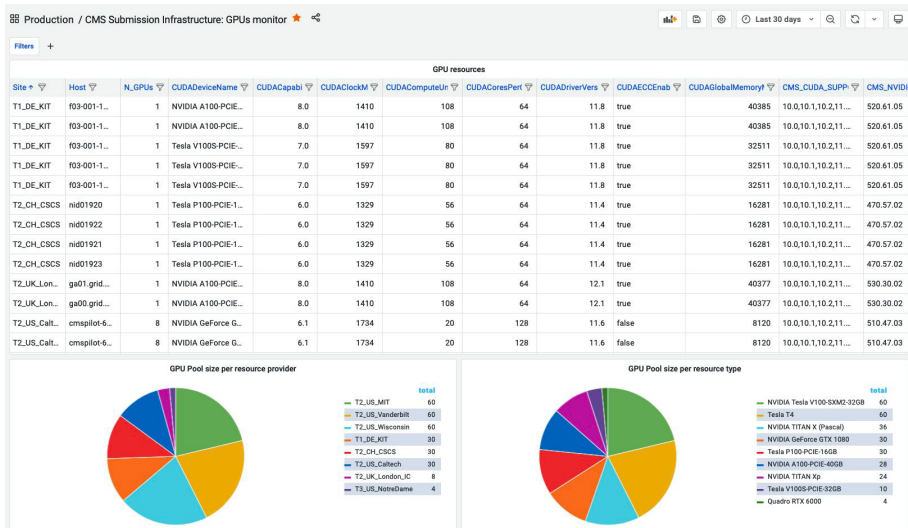 Production / CMS Submission Infrastructure: GPUs monitor
Last 30 days
Filters +
GPU resources
Site Host N_GPUs CUDADeviceName CUDACapabi CUDAClockM CUDAComputeUr CUDACoresPerC CUDADriverVers CUDAECCEnab CUDAGlobalMemoryM CMS_CUDA_SUPP CMS_NVIDI
T1_DE_KIT f03-001-1... 1 NVIDIA A100-PCIE... 8.0 1410 108 64 11.8 true 40385 10.0,10.1,10.2,11.... 520.61.05
T1_DE_KIT f03-001-1... 1 NVIDIA A100-PCIE... 8.0 1410 108 64 11.8 true 40385 10.0,10.1,10.2,11.... 520.61.05
T1_DE_KIT f03-001-1... 1 Tesla V100S-PCIE-... 7.0 1597 80 64 11.8 true 32511 10.0,10.1,10.2,11.... 520.61.05
T1_DE_KIT f03-001-1... 1 Tesla V100S-PCIE-... 7.0 1597 80 64 11.8 true 32511 10.0,10.1,10.2,11.... 520.61.05
T1_DE_KIT f03-001-1... 1 Tesla V100S-PCIE-... 7.0 1597 80 64 11.8 true 32511 10.0,10.1,10.2,11.... 520.61.05
T2_CH_CSCS nid01920 1 Tesla P100-PCIE-1... 6.0 1329 56 64 11.4 true 16281 10.0,10.1,10.2,11.... 470.57.02
T2_CH_CSCS nid01922 1 Tesla P100-PCIE-1... 6.0 1329 56 64 11.4 true 16281 10.0,10.1,10.2,11.... 470.57.02
T2_CH_CSCS nid01921 1 Tesla P100-PCIE-1... 6.0 1329 56 64 11.4 true 16281 10.0,10.1,10.2,11.... 470.57.02
T2_CH_CSCS nid01923 1 Tesla P100-PCIE-1... 6.0 1329 56 64 11.4 true 16281 10.0,10.1,10.2,11.... 470.57.02
T2_UK_Lon... ga01.grid.... 1 NVIDIA A100-PCIE... 8.0 1410 108 64 12.1 true 40377 10.0,10.1,10.2,11.... 530.30.02
T2_UK_Lon... ga00.grid.... 1 NVIDIA A100-PCIE... 8.0 1410 108 64 12.1 true 40377 10.0,10.1,10.2,11.... 530.30.02
T2_US_Calt... cmspilot-6... 8 NVIDIA GeForce G... 6.1 1734 20 128 11.6 false 8120 10.0,10.1,10.2,11.... 510.47.03
T2_US_Calt... cmspilot-6... 8 NVIDIA GeForce G... 6.1 1734 20 128 11.6 false 8120 10.0,10.1,10.2,11.... 510.47.03
GPU Pool size per resource provider
total
T2_US_MIT 60
T2_US_Vanderbilt 60
T2_US_Wisconsin 60
T1_DE_KIT 30
T2_CH_CSCS 30
T2_US_Caltech 30
T2_UK_London_IC 8
T3_US_NotreDame 4
GPU Pool size per resource type
total
NVIDIA Tesla V100-SXM2-32GB 60
Tesla T4 60
NVIDIA TITAN X (Pascal) 36
NVIDIA GeForce GTX 1080 30
Tesla P100-PCIE-16GB 30
NVIDIA A100-PCIE-40GB 28
NVIDIA TITAN Xp 24
Tesla V100S-PCIE-32GB 10
Quadro RTX 6000 4